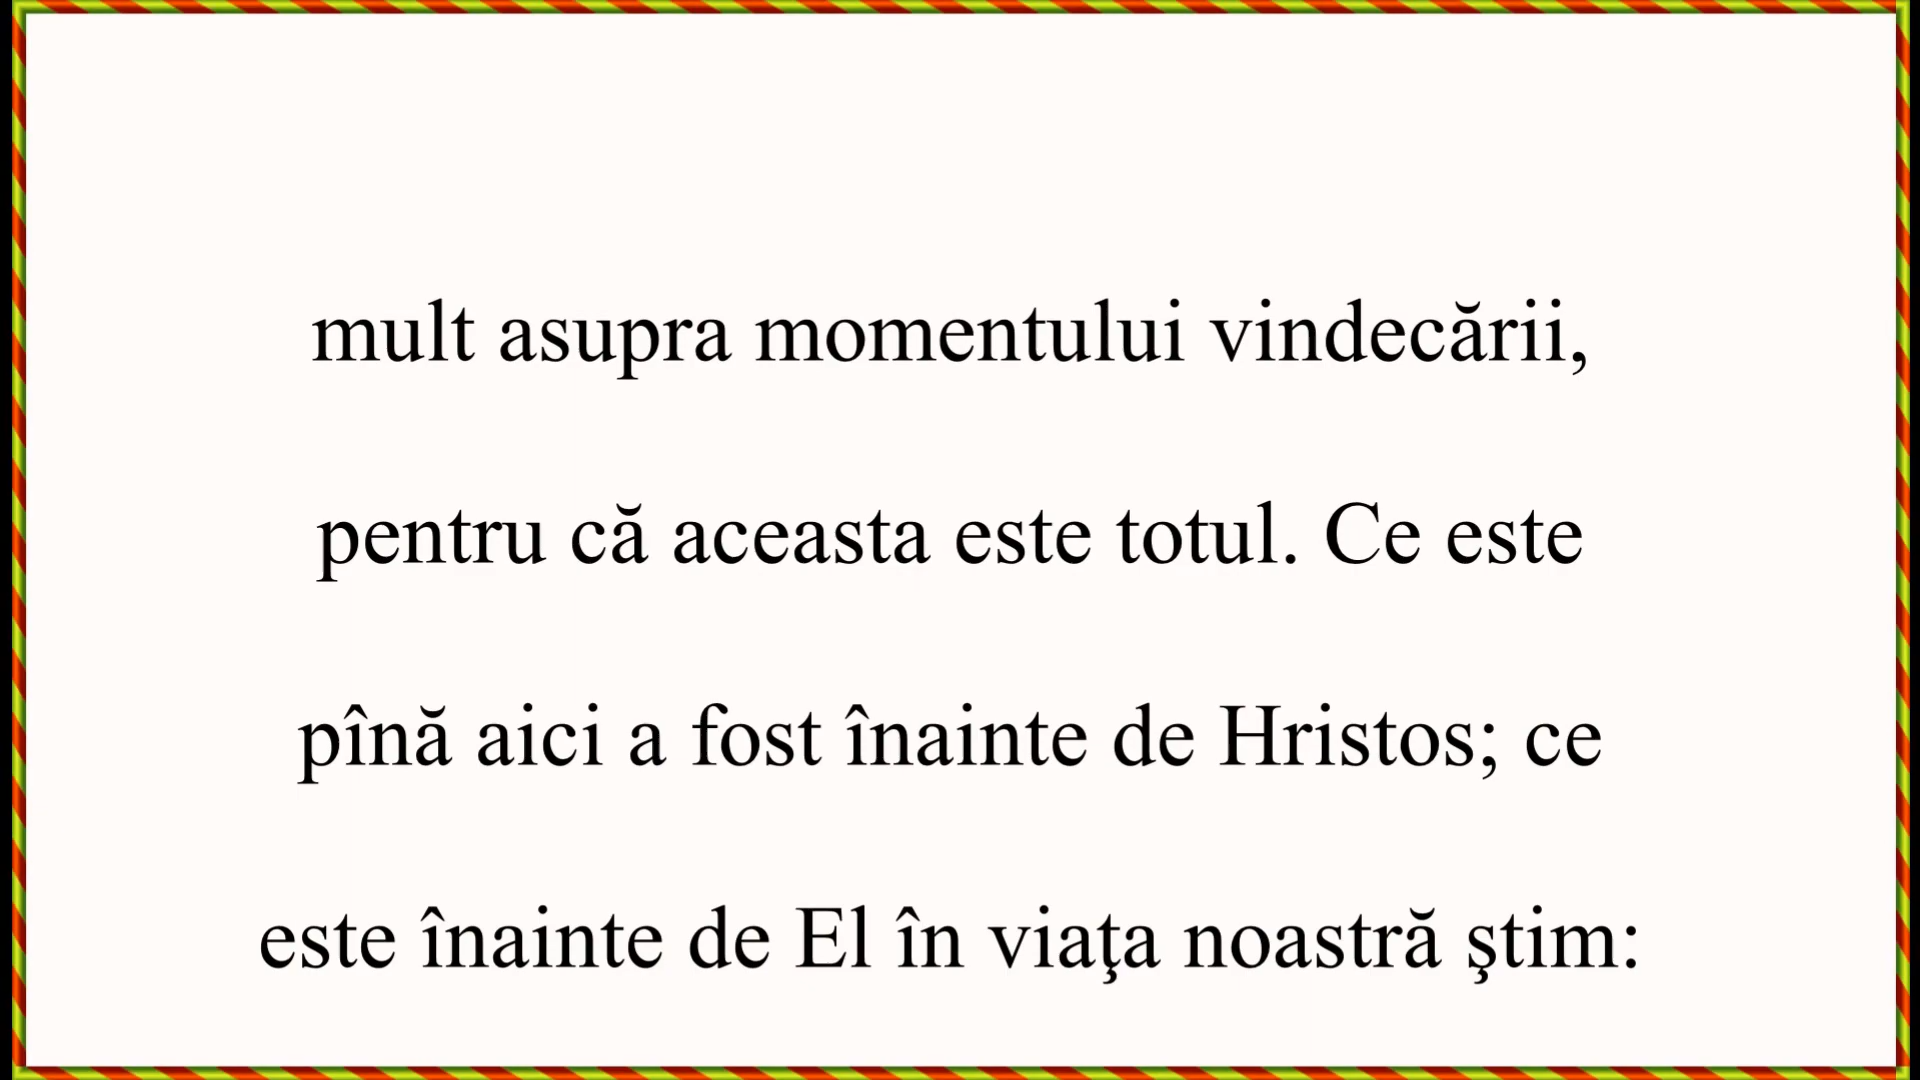 mult asupra momentului vindecării,
pentru că aceasta este totul. Ce este
pînă aici a fost înainte de Hristos; ce
este înainte de El în viaţa noastră ştim: